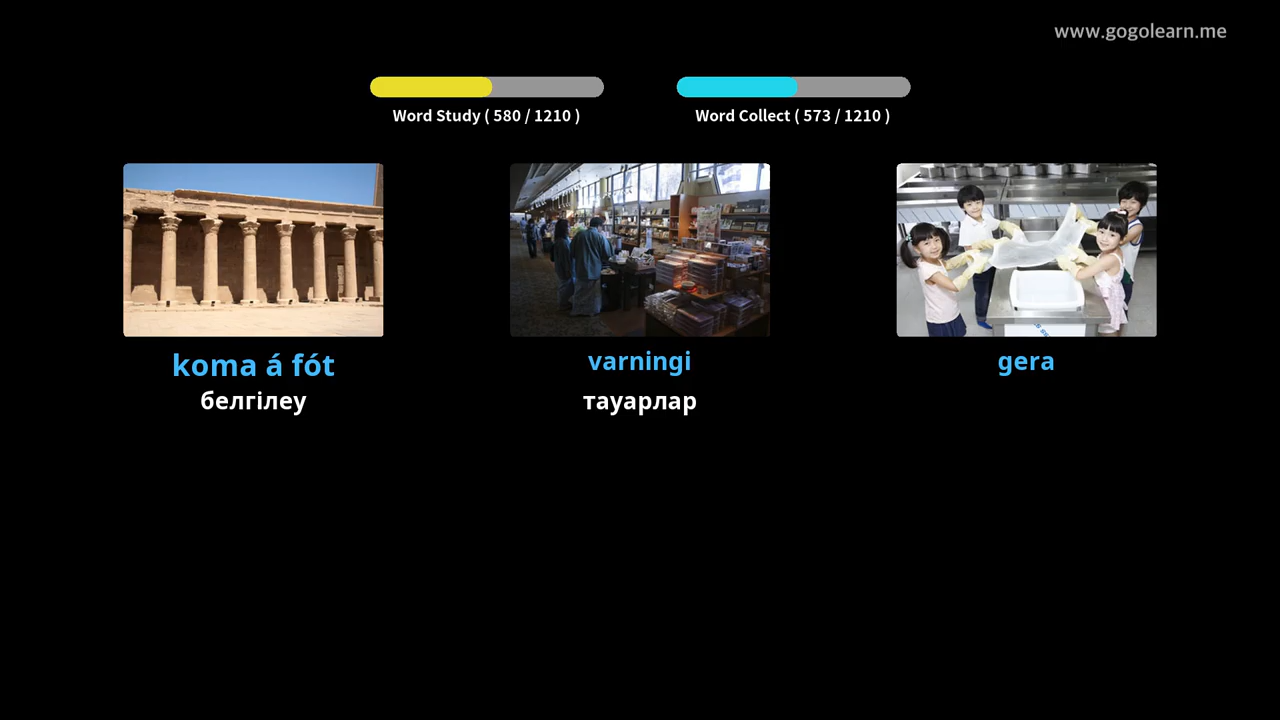 www.gogolearn.me
Word Study ( 580 / 1210 )
Word Collect ( 573 / 1210 )
koma á fót
белгілеу
varningi
тауарлар
gera